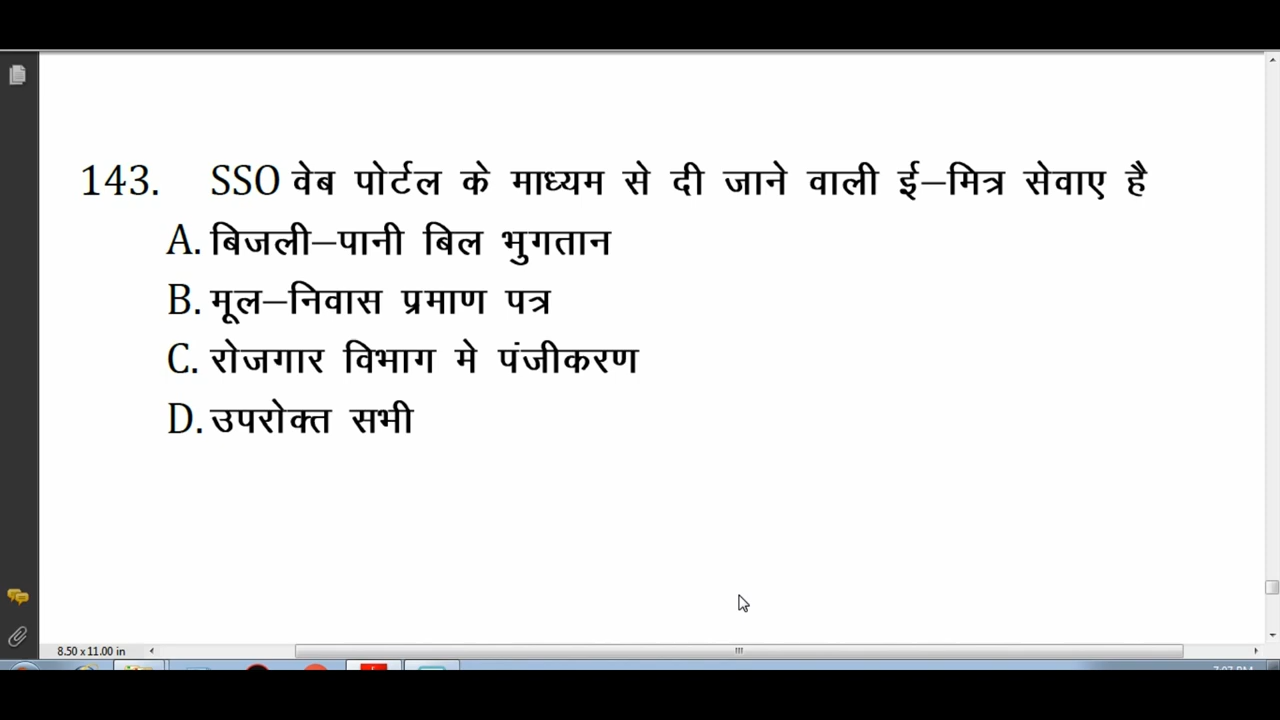 143. SSO वेब पोर्टल के माध्यम से दी जाने वाली ई–मित्र सेवाए है
A. बिजली–पानी बिल भुगतान
B. मूल–निवास प्रमाण पत्र
C. रोजगार विभाग मे पंजीकरण
D. उपरोक्त सभी
8.50 x 11.00 in